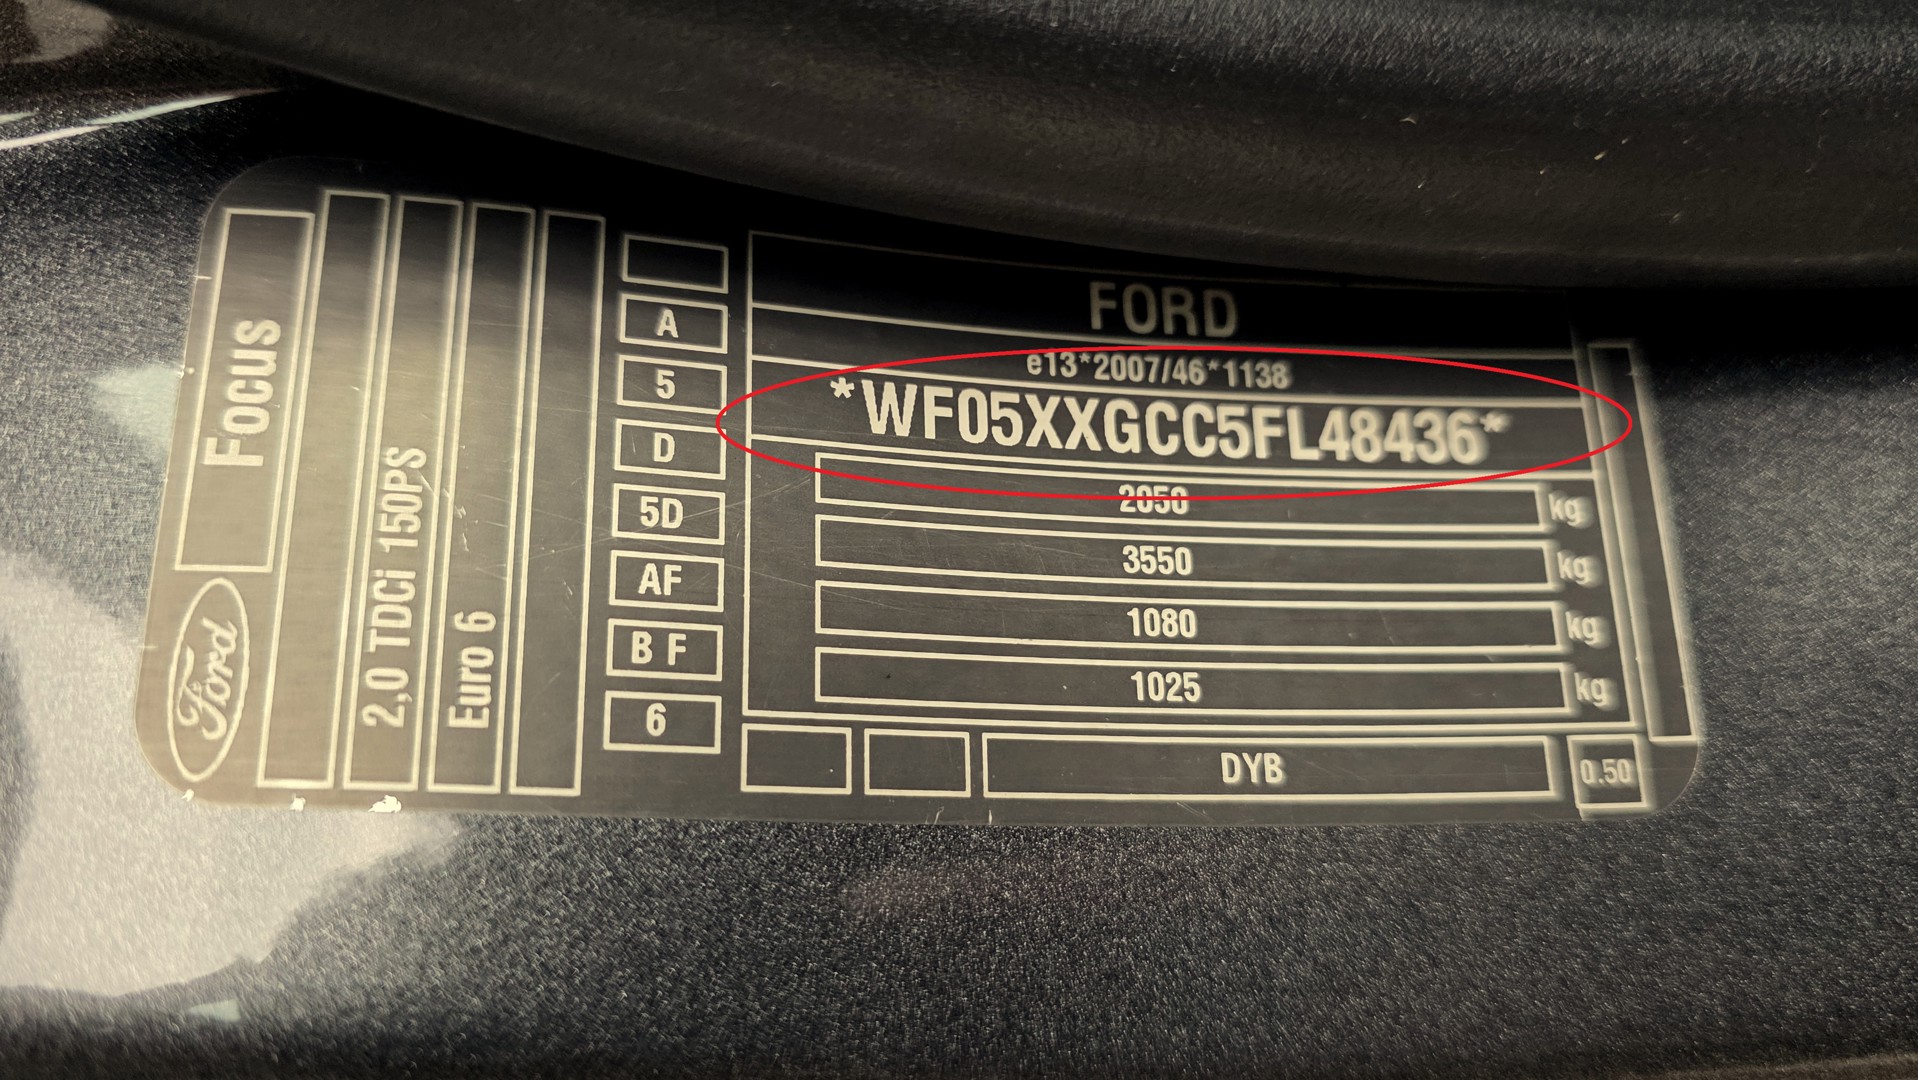 Ford
Focus
2,0 TDCi 150PS
Euro 6
A
5
D
5D
AF
B F
6
FORD
e13*2007/46*1138
*WF05XXGCC5FL48436*
2050 kg
3550 kg
1080 kg
1025 kg
DYB
0.50